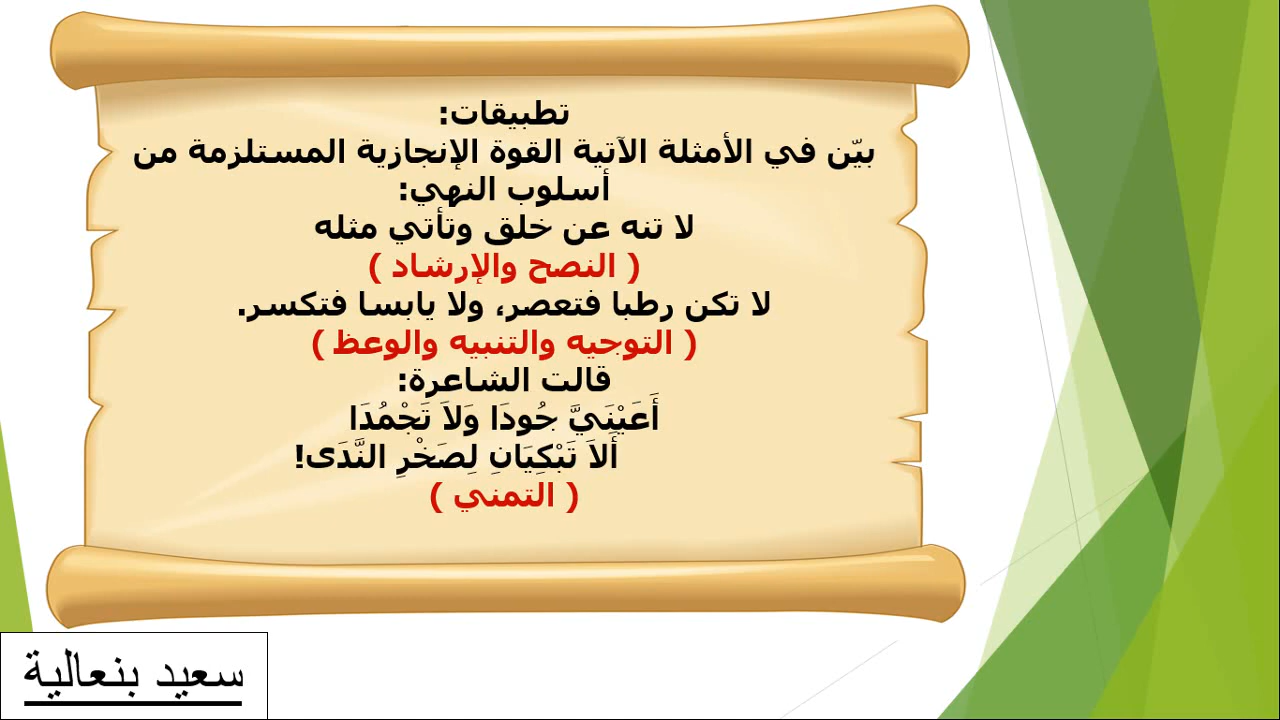 تطبيقات:
بيّن في الأمثلة الآتية القوة الإنجازية المستلزمة من
أسلوب النهي:
لا تنه عن خلق وتأتي مثله
( النصح والإرشاد )
لا تكن رطبا فتعصر، ولا يابسا فتكسر.
( التوجيه والتنبيه والوعظ )
قالت الشاعرة:
أَعَيْنَيَّ جُودَا وَلاَ تَجْمُدَا
أَلاَ تَبْكِيَانِ لِصَخْرِ النَّدَى!
( التمني )
سعيد بنعالية